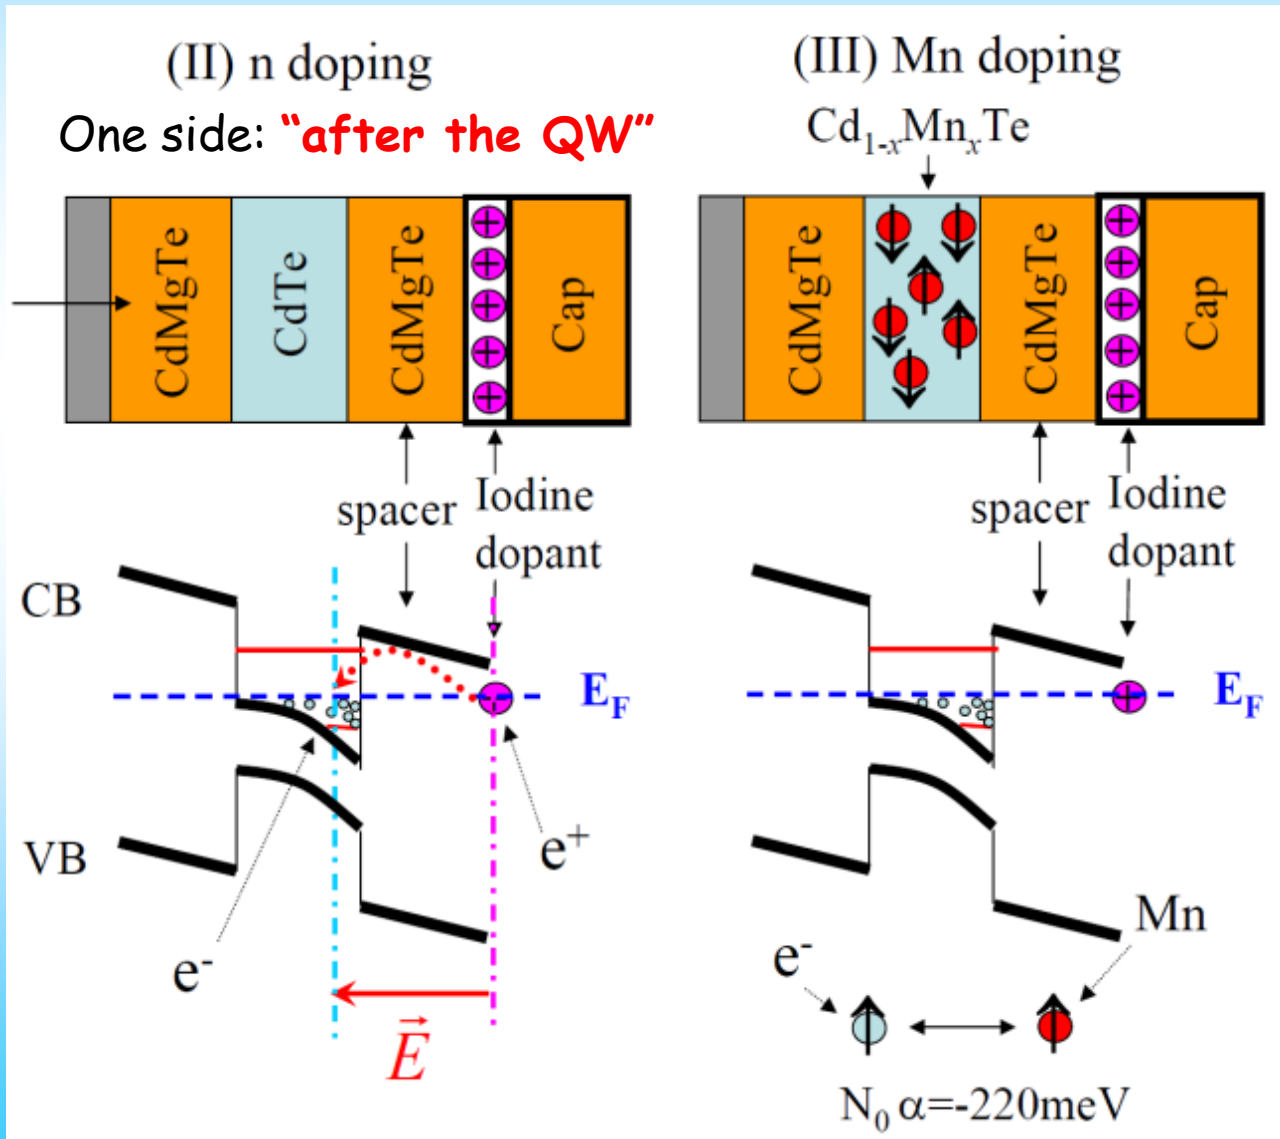 (II) n doping
One side: “after the QW”
CdMgTe
CdTe
CdMgTe
+
+
+
+
+
Cap
spacer
Iodine
dopant
CB
E_F
VB
e⁺
e⁻
E⃗
(III) Mn doping
Cd₁₋ₓMnₓTe
CdMgTe
CdMgTe
+
+
+
+
+
Cap
spacer
Iodine
dopant
+
E_F
Mn
e⁻
N₀ α=-220meV